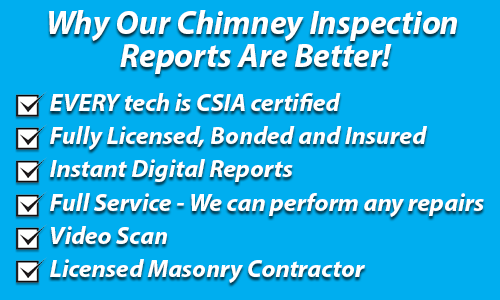 Why Our Chimney Inspection
Reports Are Better!
EVERY tech is CSIA certified
Fully Licensed, Bonded and Insured
Instant Digital Reports
Full Service - We can perform any repairs
Video Scan
Licensed Masonry Contractor